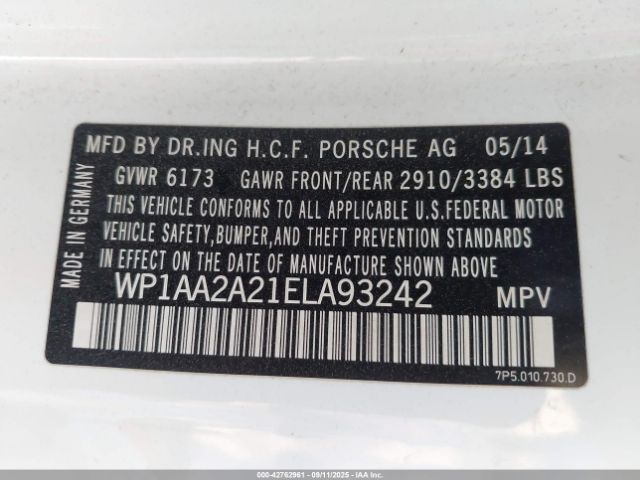 MFD BY DR.ING H.C.F. PORSCHE AG 05/14
GVWR 6173 GAWR FRONT/REAR 2910/3384 LBS
THIS VEHICLE CONFORMS TO ALL APPLICABLE U.S.FEDERAL MOTOR
VEHICLE SAFETY,BUMPER,AND THEFT PREVENTION STANDARDS
IN EFFECT ON THE DATE OF MANUFACTURE SHOWN ABOVE.
WP1AA2A21ELA93242 MPV
MADE IN GERMANY
7P5.010.730.D
000-42762961 - 09/11/2025 - COPYRIGHT IAA, LLC